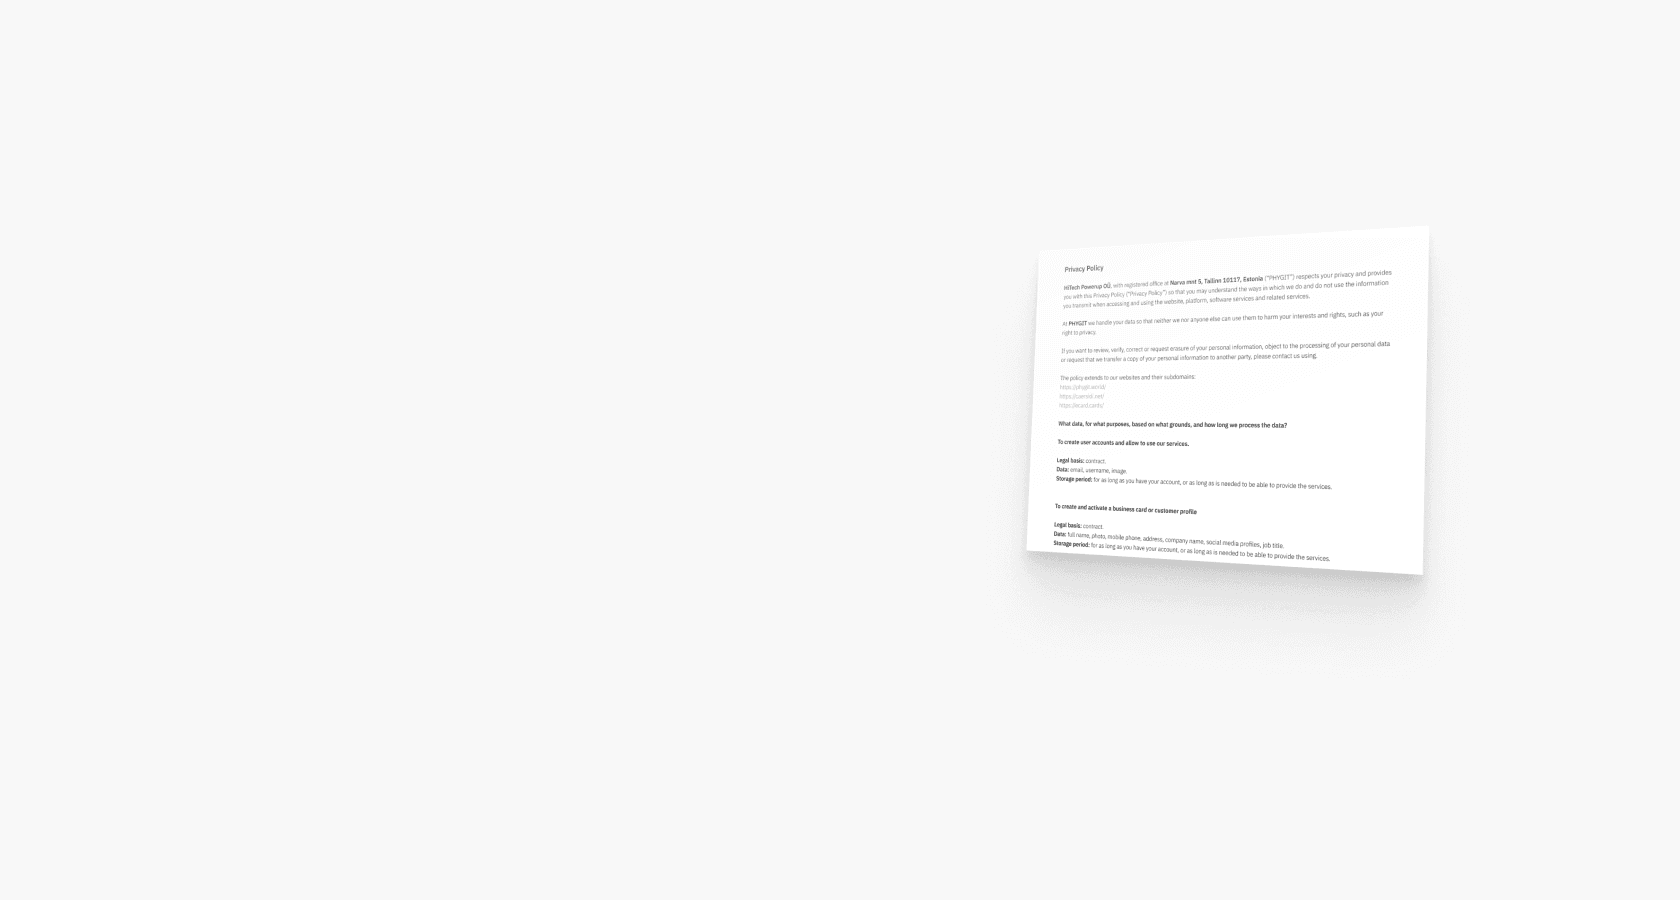 Privacy Policy
HiTech Powerup OÜ, with registered office at Narva mnt 5, Tallinn 10117, Estonia ("PHYGIT") respects your privacy and provides
you with this Privacy Policy ("Privacy Policy") so that you may understand the ways in which we do and do not use the information
you transmit when accessing and using the website, platform, software services and related services.
At PHYGIT we handle your data so that neither we nor anyone else can use them to harm your interests and rights, such as your
right to privacy.
If you want to review, verify, correct or request erasure of your personal information, object to the processing of your personal data
or request that we transfer a copy of your personal information to another party, please contact us using.
The policy extends to our websites and their subdomains:
https://phygit.world/
What data, for what purposes, based on what grounds, and how long we process the data?
To create user accounts and allow to use our services.
Legal basis: contract.
Data: email, username, image.
Storage period: for as long as you have your account, or as long as is needed to be able to provide the services.
To create and activate a business card or customer profile
Legal basis: contract.
Data: full name, photo, mobile phone, address, company name, social media profiles, job title.
Storage period: for as long as you have your account, or as long as is needed to be able to provide the services.